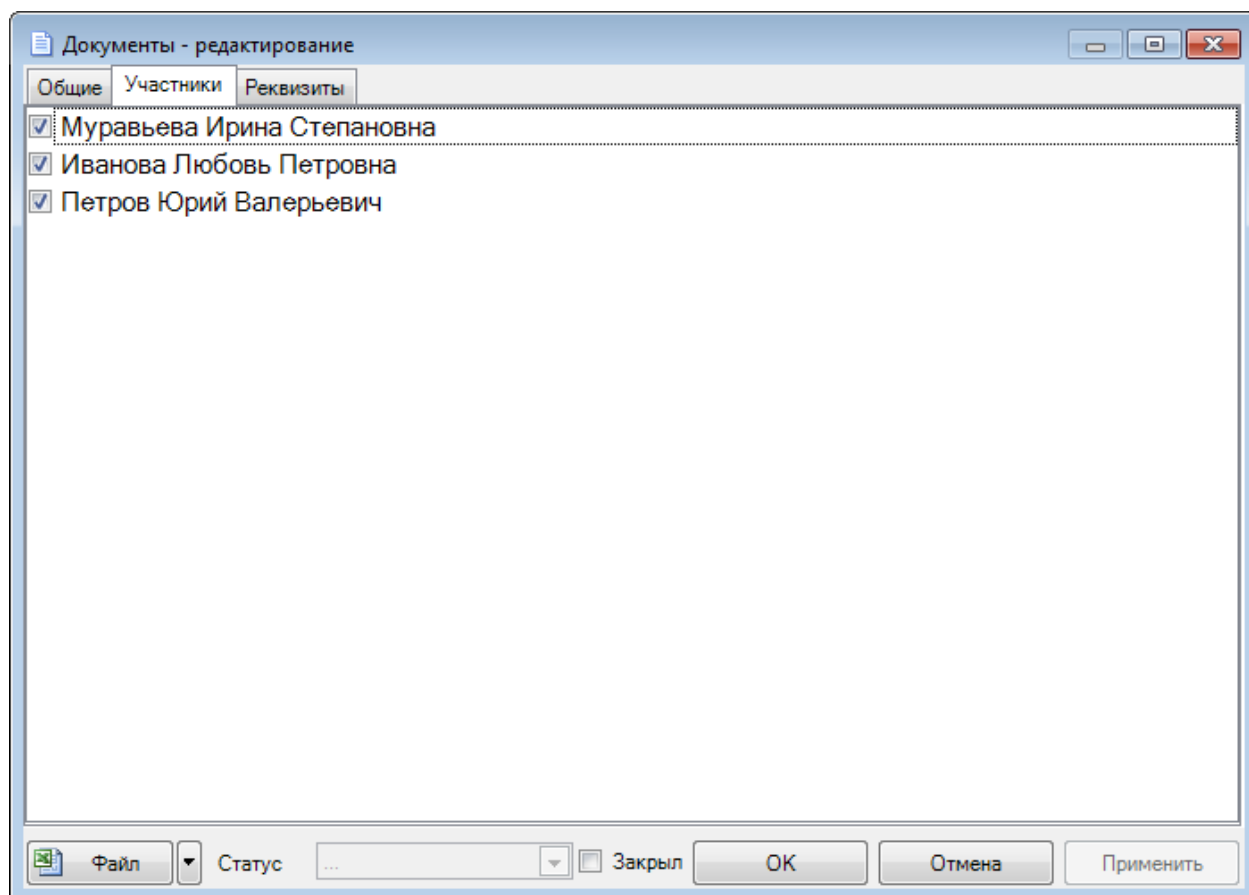 Документы - редактирование
Общие Участники Реквизиты
Муравьева Ирина Степановна
Иванова Любовь Петровна
Петров Юрий Валерьевич
Файл Статус ... Закрыл OK Отмена Применить